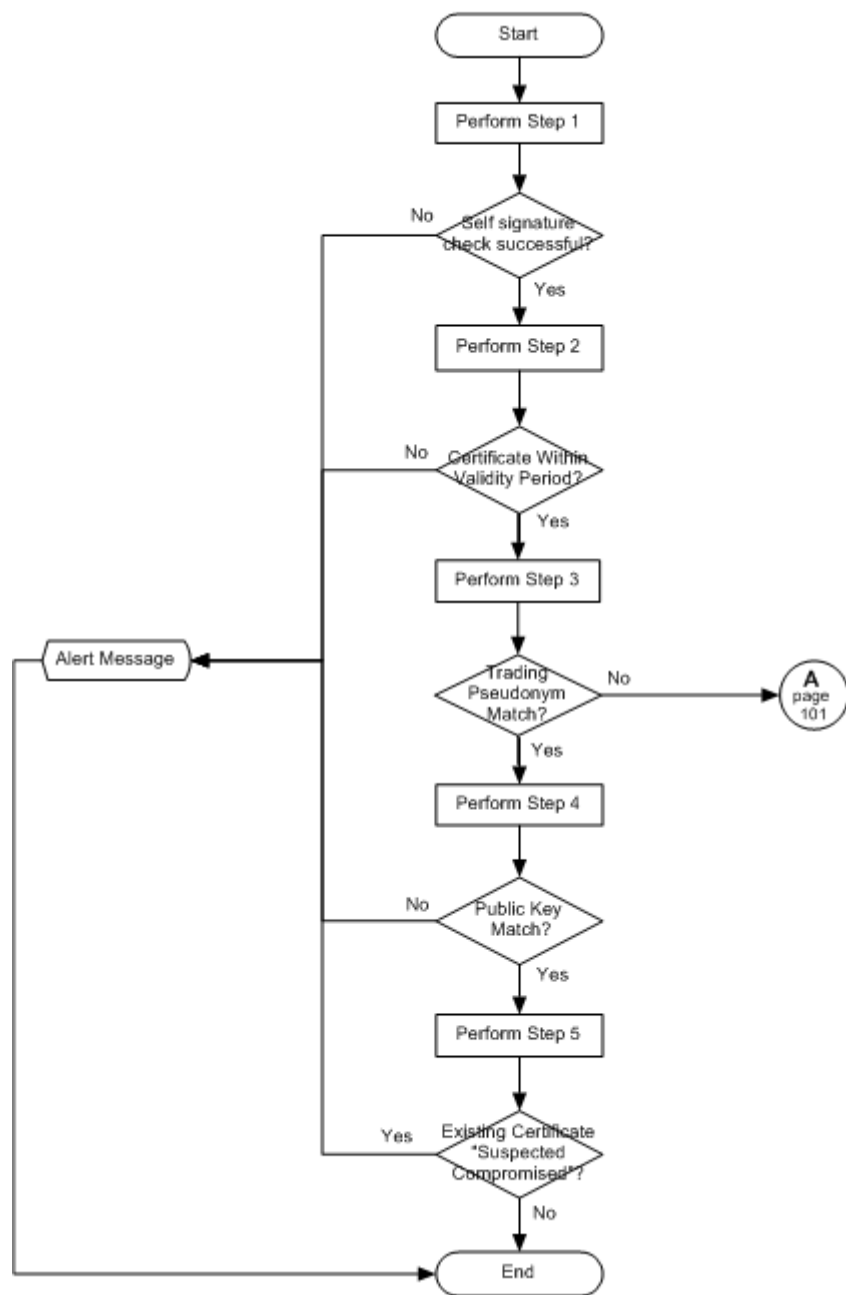 Start
Perform Step 1
No
Self signature
check successful?
Yes
Perform Step 2
No
Certificate Within
Validity Period?
Yes
Perform Step 3
Alert Message
Trading
Pseudonym
Match?
No
A
page
101
Yes
Perform Step 4
No
Public Key
Match?
Yes
Perform Step 5
Yes
Existing Certificate
"Suspected
Compromised"?
No
End